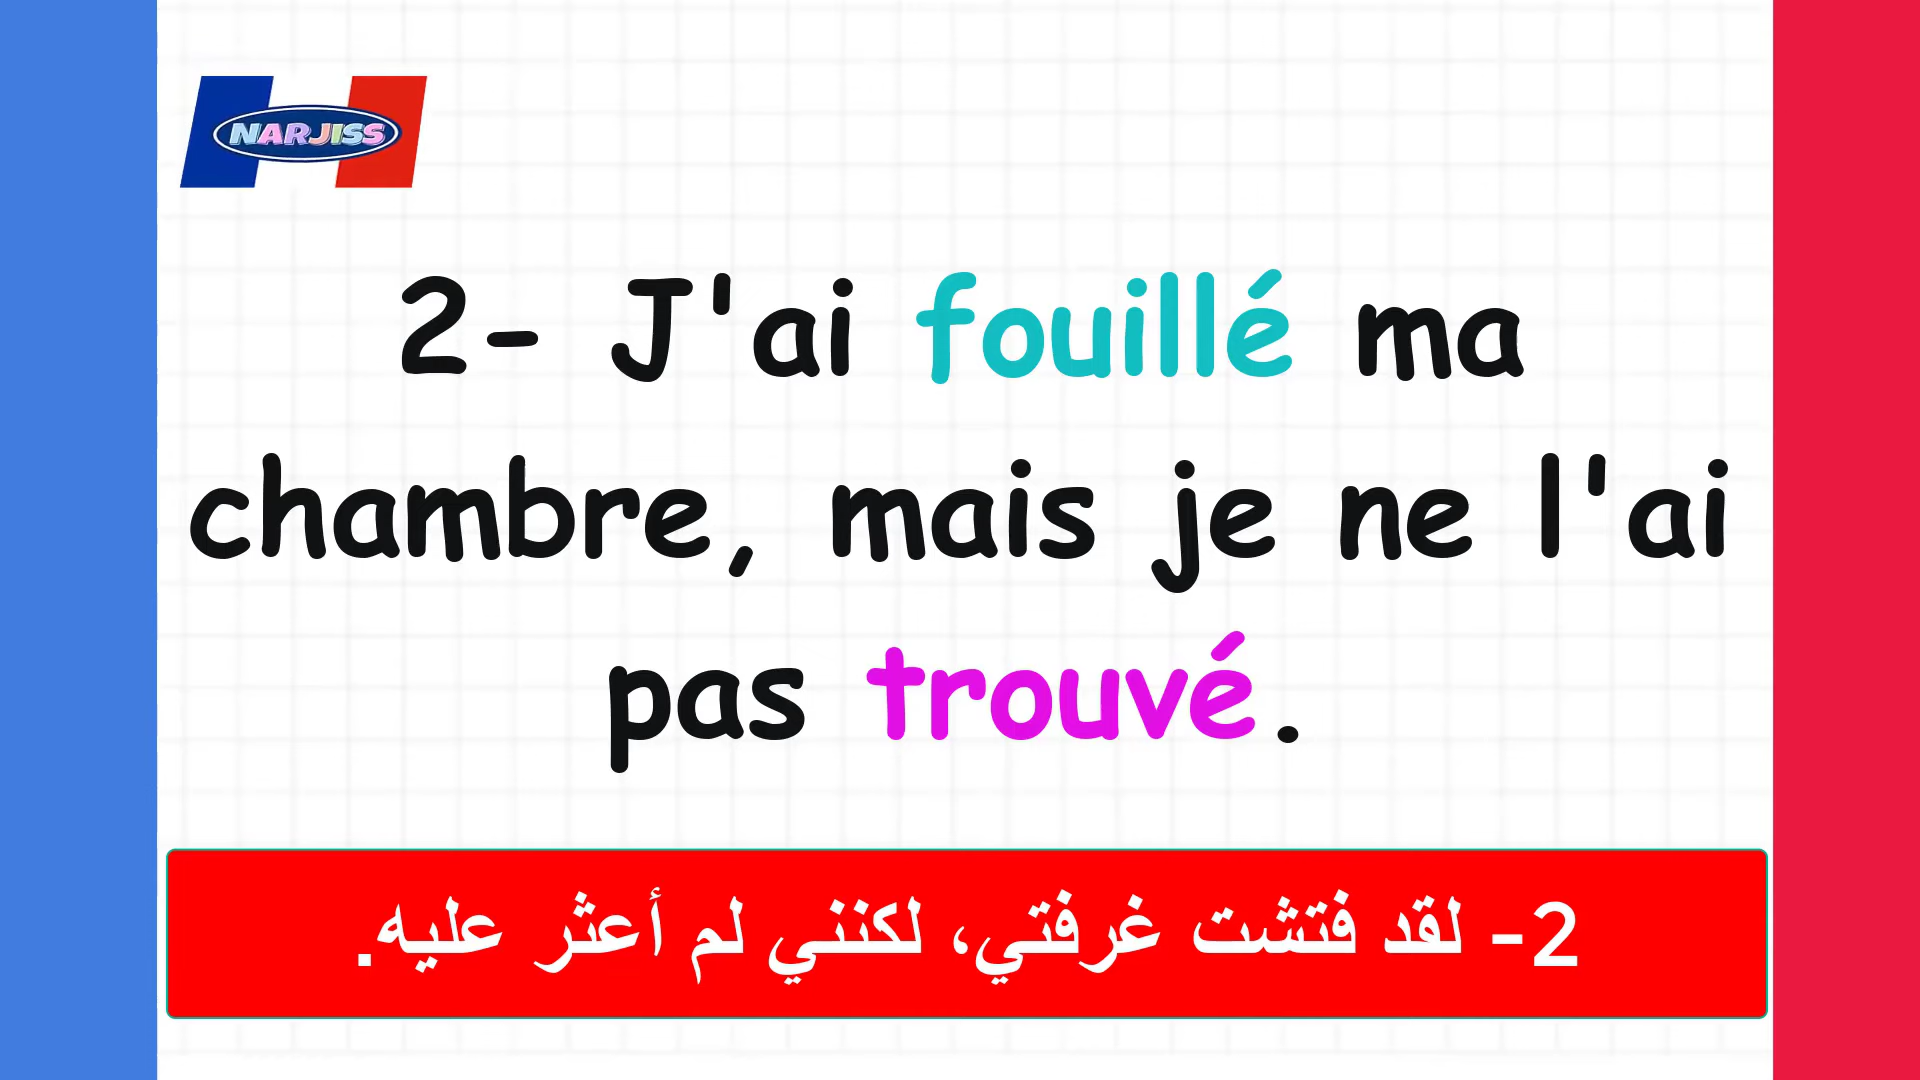 NARJISS
2- J'ai fouillé ma
chambre, mais je ne l'ai
pas trouvé.
2- لقد فتشت غرفتي، لكنني لم أعثر عليه.